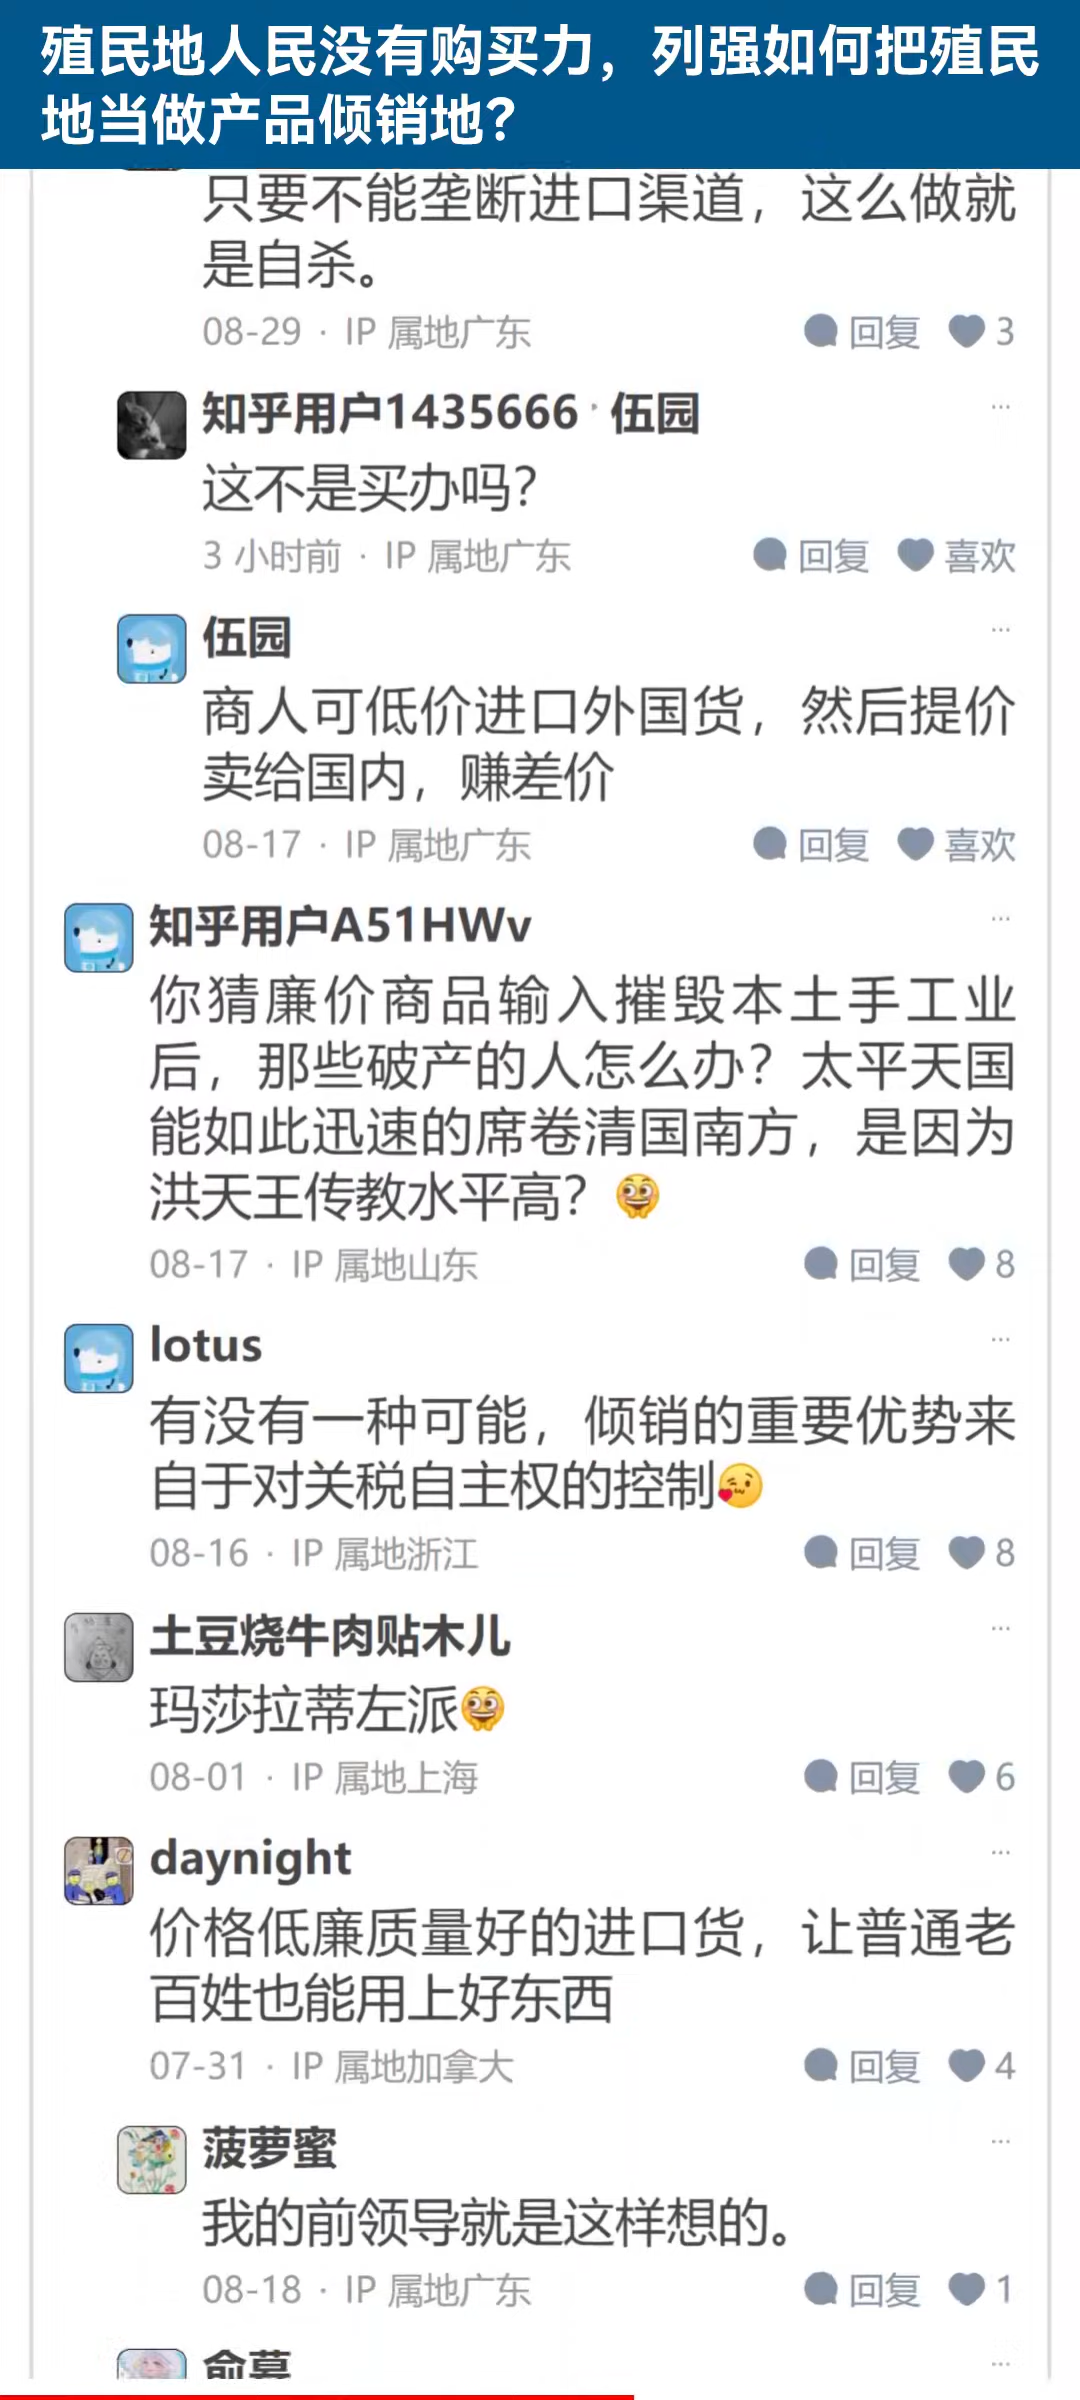 殖民地人民没有购买力，列强如何把殖民
地当做产品倾销地？
只要不能垄断进口渠道，这么做就
是自杀。
08-29 · IP 属地广东 回复 3
知乎用户1435666 · 伍园
这不是买办吗？
3 小时前 · IP 属地广东 回复 喜欢
伍园
商人可低价进口外国货，然后提价
卖给国内，赚差价
08-17 · IP 属地广东 回复 喜欢
知乎用户A51HWv
你猜廉价商品输入摧毁本土手工业
后，那些破产的人怎么办？太平天国
能如此迅速的席卷清国南方，是因为
洪天王传教水平高？
08-17 · IP 属地山东 回复 8
lotus
有没有一种可能，倾销的重要优势来
自于对关税自主权的控制
08-16 · IP 属地浙江 回复 8
土豆烧牛肉贴木儿
玛莎拉蒂左派
08-01 · IP 属地上海 回复 6
daynight
价格低廉质量好的进口货，让普通老
百姓也能用上好东西
07-31 · IP 属地加拿大 回复 4
菠萝蜜
我的前领导就是这样想的。
08-18 · IP 属地广东 回复 1
俞慕